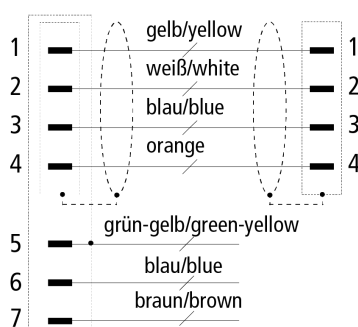 gelb/yellow
1 1
weiß/white
2 2
blau/blue
3 3
orange
4 4
grün-gelb/green-yellow
5
blau/blue
6
braun/brown
7